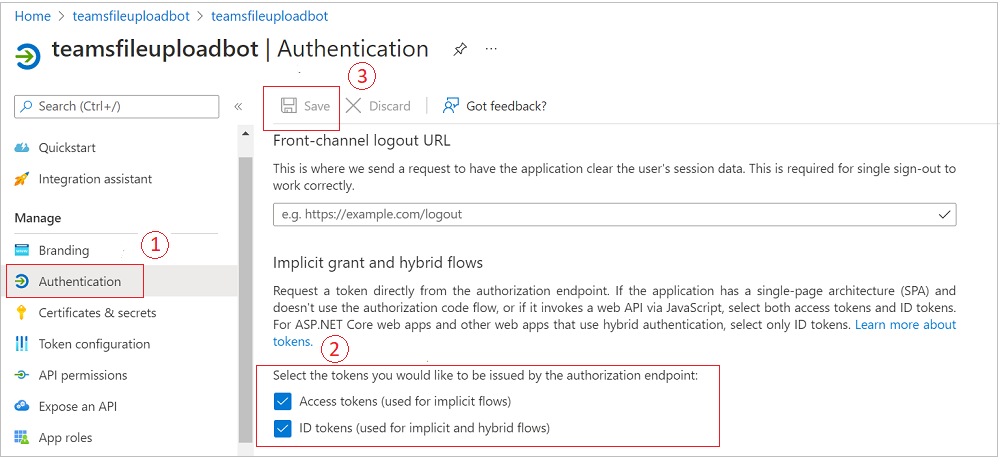 Home > teamsfileuploadbot > teamsfileuploadbot
teamsfileuploadbot | Authentication ...
3
Search (Ctrl+/) «
Save Discard Got feedback?
Quickstart
Integration assistant
Manage
1
Branding
Authentication
Certificates & secrets
Token configuration
API permissions
Expose an API
App roles
Front-channel logout URL
This is where we send a request to have the application clear the user's session data. This is required for single sign-out to
work correctly.
e.g. https://example.com/logout
Implicit grant and hybrid flows
Request a token directly from the authorization endpoint. If the application has a single-page architecture (SPA) and
doesn't use the authorization code flow, or if it invokes a web API via JavaScript, select both access tokens and ID tokens.
For ASP.NET Core web apps and other web apps that use hybrid authentication, select only ID tokens. Learn more about
tokens.
2
Select the tokens you would like to be issued by the authorization endpoint:
Access tokens (used for implicit flows)
ID tokens (used for implicit and hybrid flows)